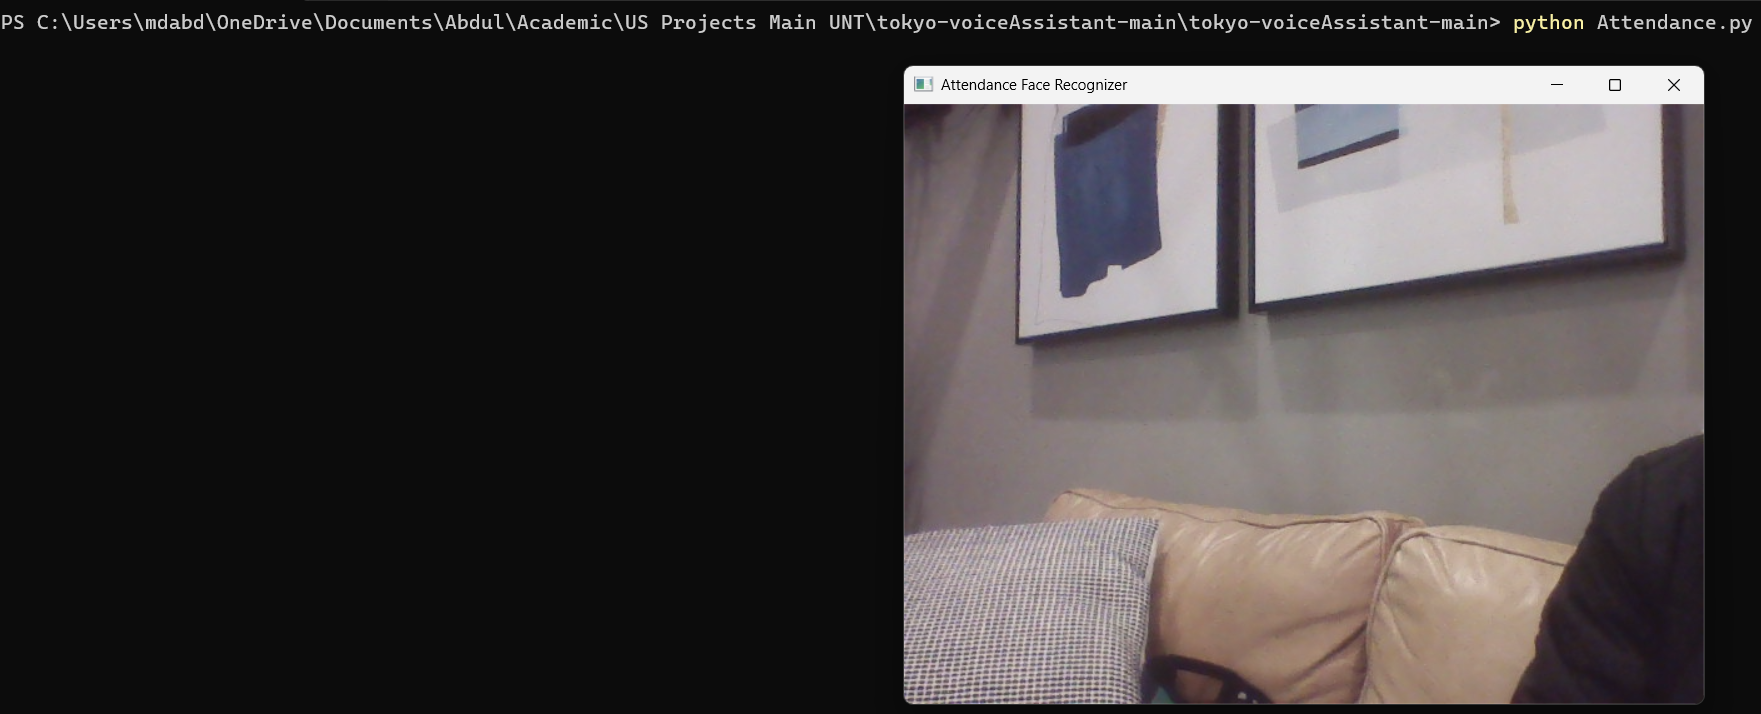 PS C:\Users\mdabd\OneDrive\Documents\Abdul\Academic\US Projects Main UNT\tokyo-voiceAssistant-main\tokyo-voiceAssistant-main> python Attendance.py
Attendance Face Recognizer